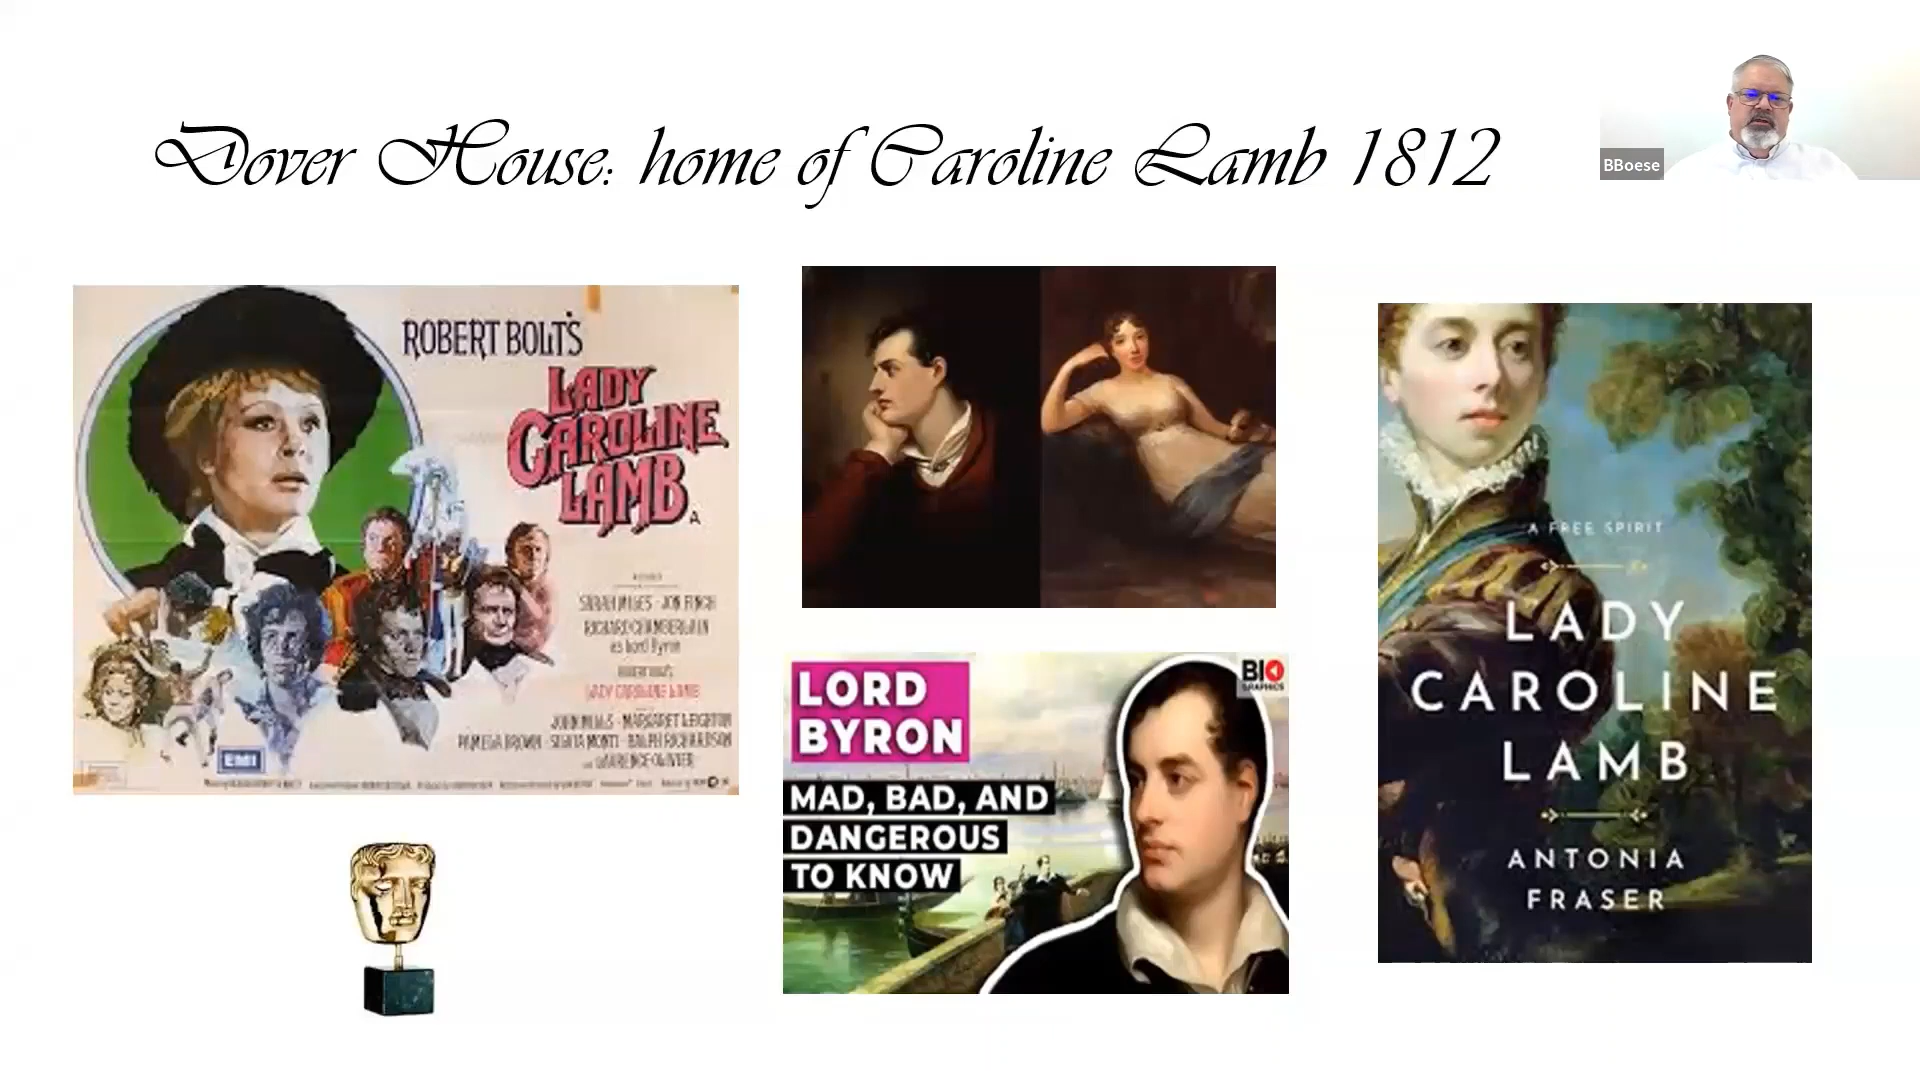 Dover House: home of Caroline Lamb 1812
BBoese
ROBERT BOLT'S
LADY
CAROLINE
LAMB
A
SARAH MILES · JON FINCH
RICHARD CHAMBERLAIN
as Lord Byron
LADY CAROLINE LAMB
JOHN MILLS · MARGARET LEIGHTON
PAMELA BROWN · SILVIA MONTI · RALPH RICHARDSON
and LAURENCE OLIVIER
EMI
LORD
BYRON
BIO
GRAPHICS
MAD, BAD, AND
DANGEROUS
TO KNOW
A FREE SPIRIT
LADY
CAROLINE
LAMB
ANTONIA
FRASER